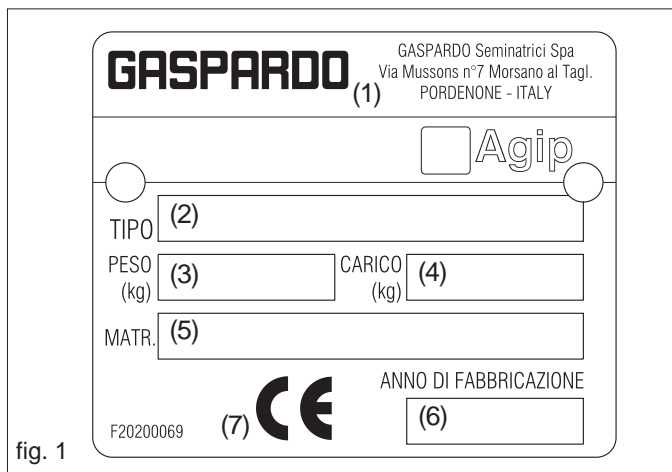 GASPARDO
(1)
GASPARDO Seminatrici Spa
Via Mussons n°7 Morsano al Tagl.
PORDENONE - ITALY
Agip
TIPO (2)
PESO (kg) (3) CARICO (kg) (4)
MATR. (5)
ANNO DI FABBRICAZIONE
F20200069 (7) CE (6)
fig. 1